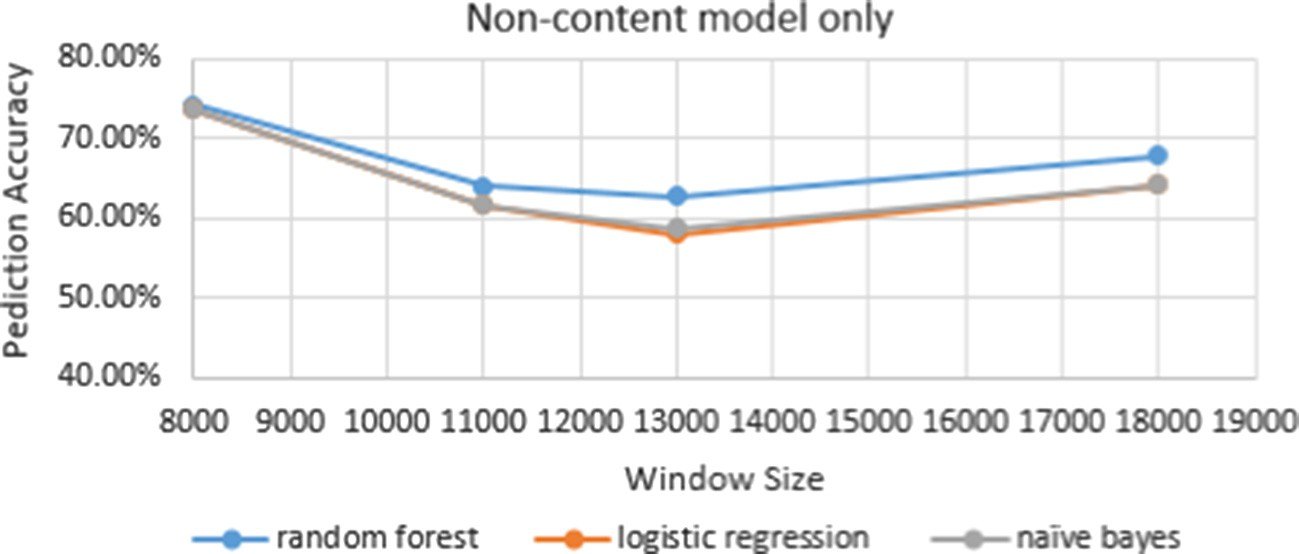 Non-content model only
Pediction Accuracy
80.00%
70.00%
60.00%
50.00%
40.00%
8000 9000 10000 11000 12000 13000 14000 15000 16000 17000 18000 19000
Window Size
random forest logistic regression naïve bayes